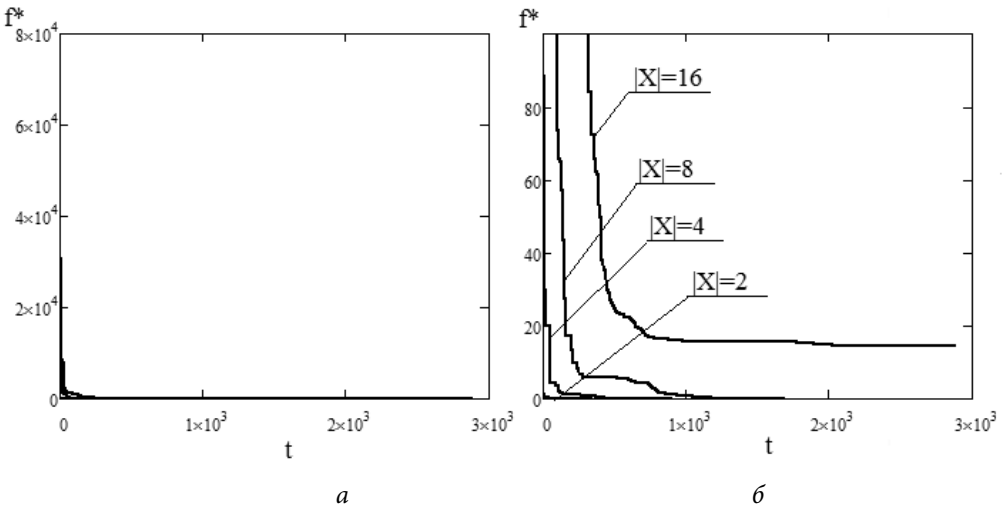 f*
8×10⁴
6×10⁴
4×10⁴
2×10⁴
0
0 1×10³ 2×10³ 3×10³
t
а
f*
80
60
40
20
0
|X|=16
|X|=8
|X|=4
|X|=2
0 1×10³ 2×10³ 3×10³
t
б